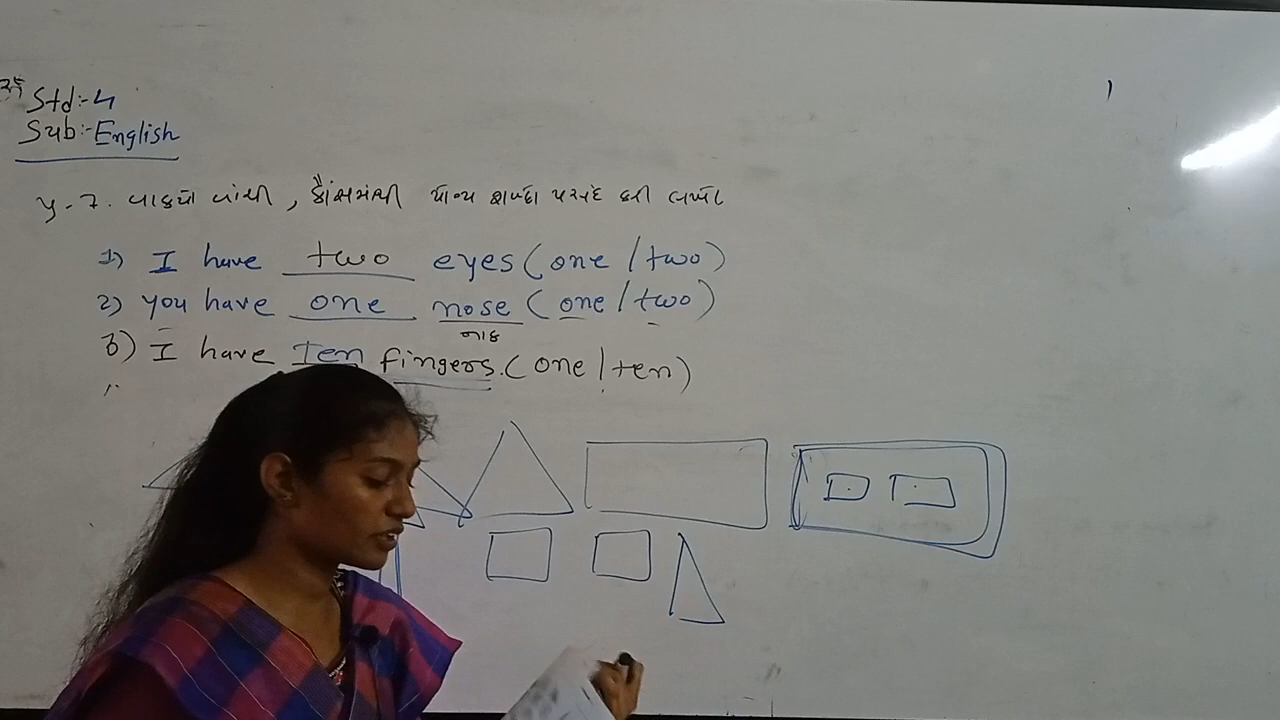 Std:-4
Sub:-English
પ્ર-7. વાક્યો વાંચી, કૌંસમાંથી યોગ્ય શબ્દો પસંદ કરી લખો
1) I have two eyes (one / two)
2) you have one nose (one / two)
નાક
3) I have Ten fingers. (one / ten)